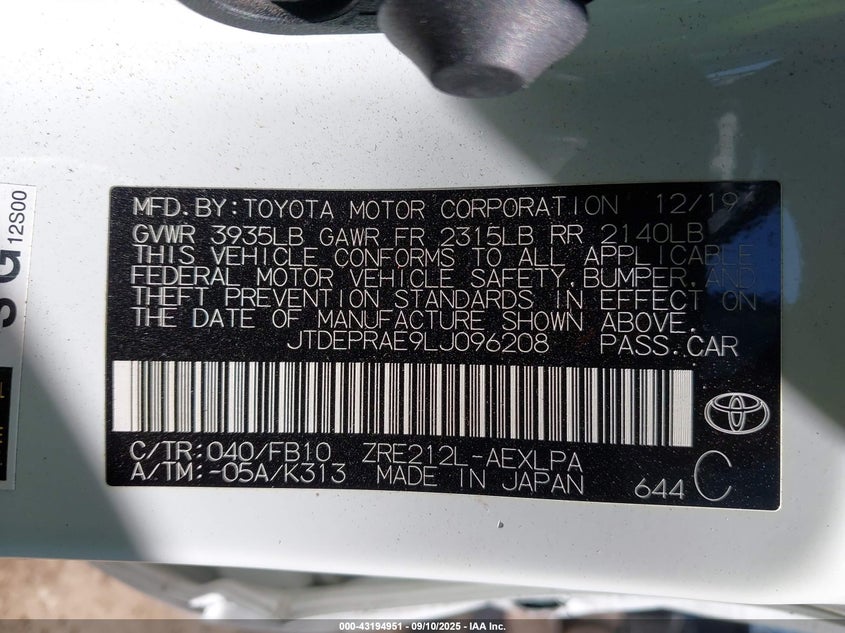 MFD.BY:TOYOTA MOTOR CORPORATION 12/19
GVWR 3935LB GAWR FR 2315LB RR 2140LB
THIS VEHICLE CONFORMS TO ALL APPLICABLE
FEDERAL MOTOR VEHICLE SAFETY,BUMPER,AND
THEFT PREVENTION STANDARDS IN EFFECT ON
THE DATE OF MANUFACTURE SHOWN ABOVE.
JTDEPRAE9LJ096208 PASS.CAR
C/TR:040/FB10 ZRE212L-AEXLPA
A/TM:-05A/K313 MADE IN JAPAN 644 C
12S00
000-43194951 - 09/10/2025 - IAA Inc.